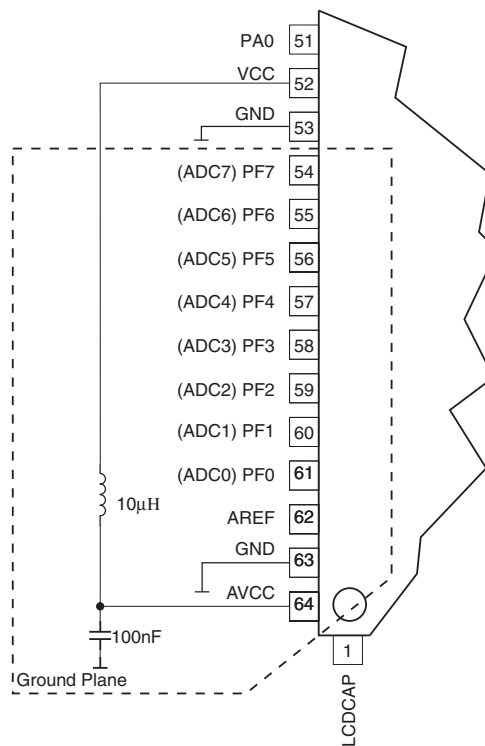 PA0 51
VCC 52
GND 53
(ADC7) PF7 54
(ADC6) PF6 55
(ADC5) PF5 56
(ADC4) PF4 57
(ADC3) PF3 58
(ADC2) PF2 59
(ADC1) PF1 60
(ADC0) PF0 61
10μH
AREF 62
GND 63
AVCC 64
100nF
Ground Plane
1
LCDCAP